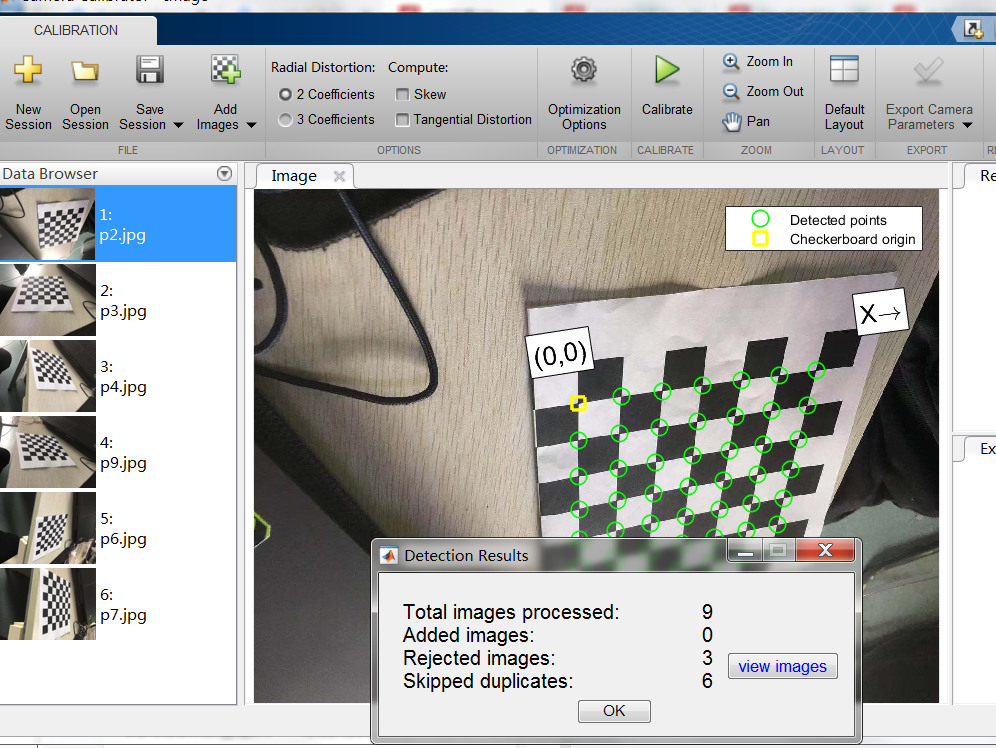 CALIBRATION
New
Session
Open
Session
Save
Session
Add
Images
FILE
Radial Distortion:
2 Coefficients
3 Coefficients
Compute:
Skew
Tangential Distortion
OPTIONS
Optimization
Options
OPTIMIZATION
Calibrate
CALIBRATE
Zoom In
Zoom Out
Pan
ZOOM
Default
Layout
LAYOUT
Export Camera
Parameters
EXPORT
Data Browser
1:
p2.jpg
2:
p3.jpg
3:
p4.jpg
4:
p9.jpg
5:
p6.jpg
6:
p7.jpg
Image
Detected points
Checkerboard origin
(0,0)
X→
Detection Results
Total images processed: 9
Added images: 0
Rejected images: 3
Skipped duplicates: 6
view images
OK